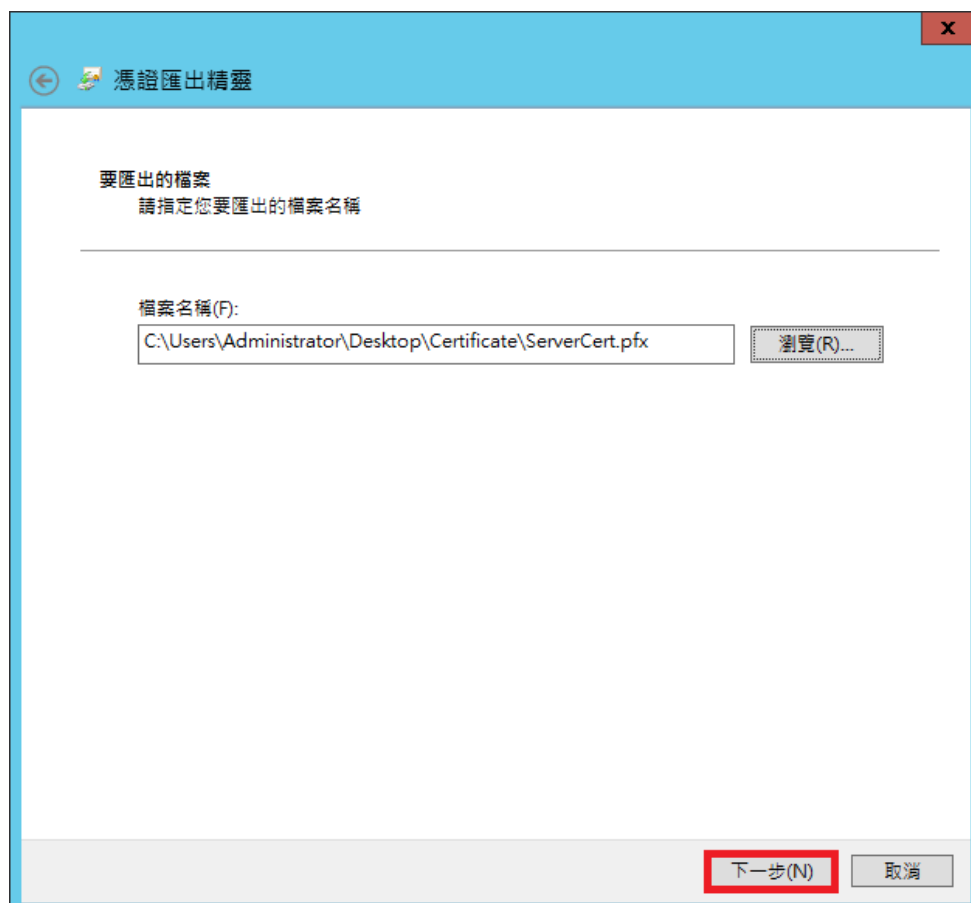 x
憑證匯出精靈
要匯出的檔案
請指定您要匯出的檔案名稱
檔案名稱(F):
C:\Users\Administrator\Desktop\Certificate\ServerCert.pfx
瀏覽(R)...
下一步(N)
取消